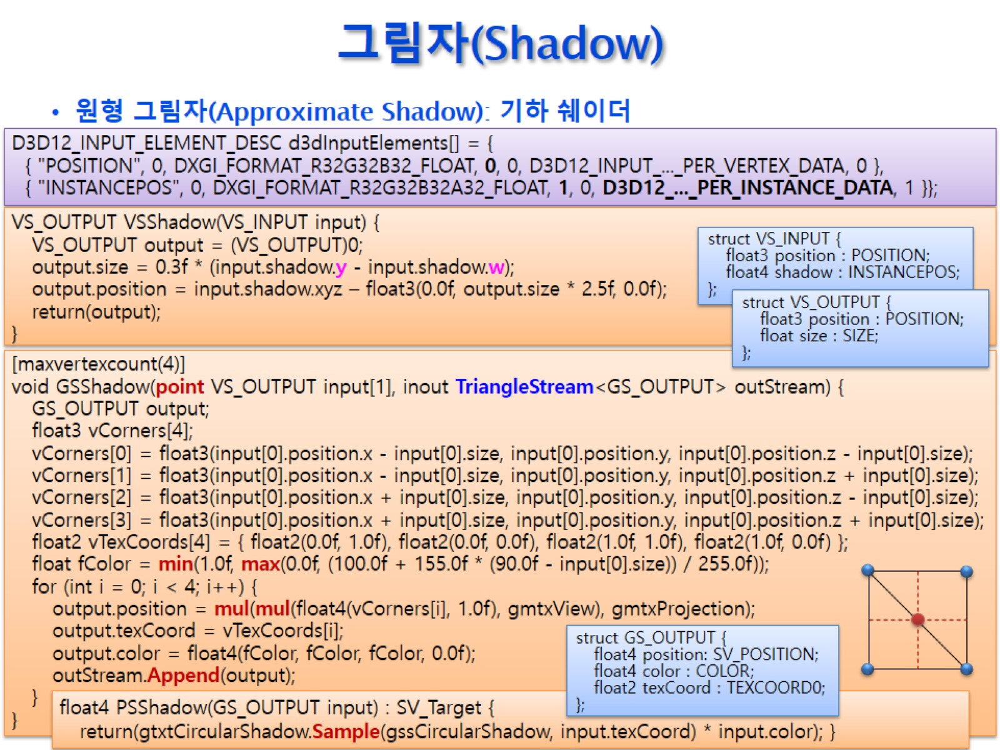 그림자(Shadow)
• 원형 그림자(Approximate Shadow): 기하 쉐이더
D3D12_INPUT_ELEMENT_DESC d3dInputElements[] = {
{ "POSITION", 0, DXGI_FORMAT_R32G32B32_FLOAT, 0, 0, D3D12_INPUT_..._PER_VERTEX_DATA, 0 },
{ "INSTANCEPOS", 0, DXGI_FORMAT_R32G32B32A32_FLOAT, 1, 0, D3D12_..._PER_INSTANCE_DATA, 1 }};
VS_OUTPUT VSShadow(VS_INPUT input) {
VS_OUTPUT output = (VS_OUTPUT)0;
output.size = 0.3f * (input.shadow.y - input.shadow.w);
output.position = input.shadow.xyz – float3(0.0f, output.size * 2.5f, 0.0f);
return(output);
}
struct VS_INPUT {
float3 position : POSITION;
float4 shadow : INSTANCEPOS;
};
struct VS_OUTPUT {
float3 position : POSITION;
float size : SIZE;
};
[maxvertexcount(4)]
void GSShadow(point VS_OUTPUT input[1], inout TriangleStream<GS_OUTPUT> outStream) {
GS_OUTPUT output;
float3 vCorners[4];
vCorners[0] = float3(input[0].position.x - input[0].size, input[0].position.y, input[0].position.z - input[0].size);
vCorners[1] = float3(input[0].position.x - input[0].size, input[0].position.y, input[0].position.z + input[0].size);
vCorners[2] = float3(input[0].position.x + input[0].size, input[0].position.y, input[0].position.z - input[0].size);
vCorners[3] = float3(input[0].position.x + input[0].size, input[0].position.y, input[0].position.z + input[0].size);
float2 vTexCoords[4] = { float2(0.0f, 1.0f), float2(0.0f, 0.0f), float2(1.0f, 1.0f), float2(1.0f, 0.0f) };
float fColor = min(1.0f, max(0.0f, (100.0f + 155.0f * (90.0f - input[0].size)) / 255.0f));
for (int i = 0; i < 4; i++) {
output.position = mul(mul(float4(vCorners[i], 1.0f), gmtxView), gmtxProjection);
output.texCoord = vTexCoords[i];
output.color = float4(fColor, fColor, fColor, 0.0f);
outStream.Append(output);
}
}
struct GS_OUTPUT {
float4 position: SV_POSITION;
float4 color : COLOR;
float2 texCoord : TEXCOORD0;
};
float4 PSShadow(GS_OUTPUT input) : SV_Target {
return(gtxtCircularShadow.Sample(gssCircularShadow, input.texCoord) * input.color); }